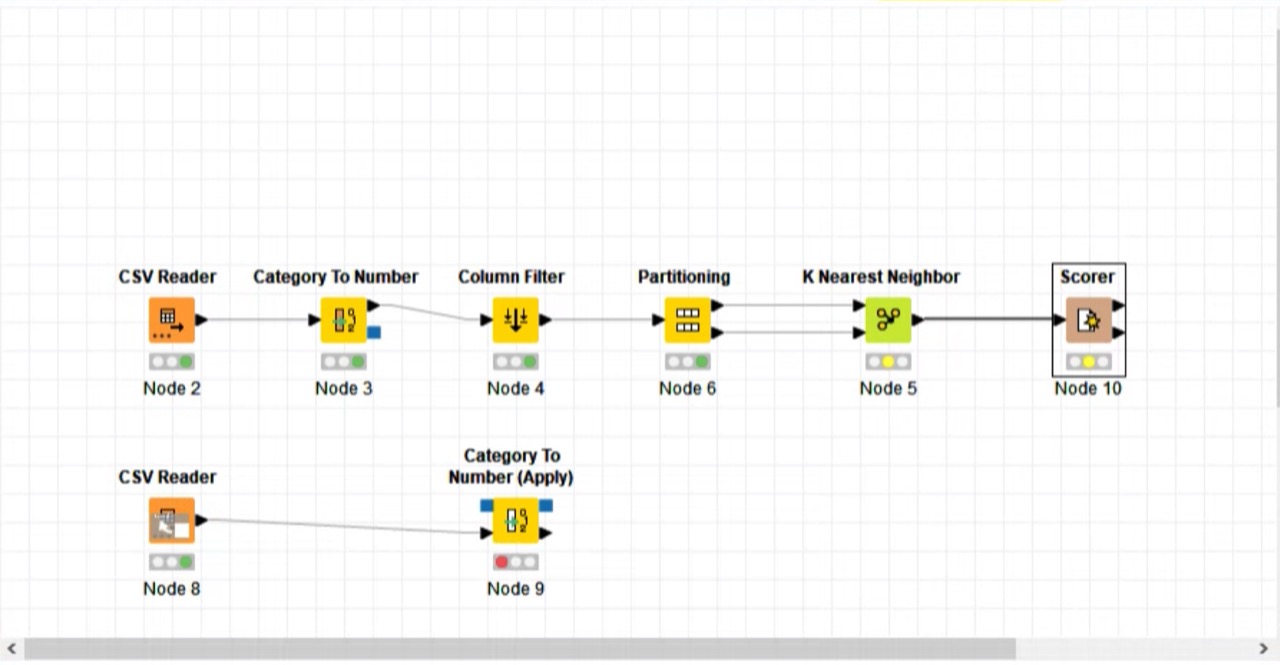 CSV Reader
Category To Number
Column Filter
Partitioning
K Nearest Neighbor
Scorer
Node 2
Node 3
Node 4
Node 6
Node 5
Node 10
CSV Reader
Category To
Number (Apply)
Node 8
Node 9